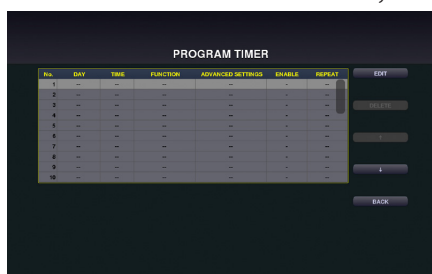 PROGRAM TIMER
No. DAY TIME FUNCTION ADVANCED SETTINGS ENABLE REPEAT
1 -- -- -- -- - --
2 -- -- -- -- - --
3 -- -- -- -- - --
4 -- -- -- -- - --
5 -- -- -- -- - --
6 -- -- -- -- - --
7 -- -- -- -- - --
8 -- -- -- -- - --
9 -- -- -- -- - --
10 -- -- -- -- - --
EDIT
DELETE
↑
↓
BACK